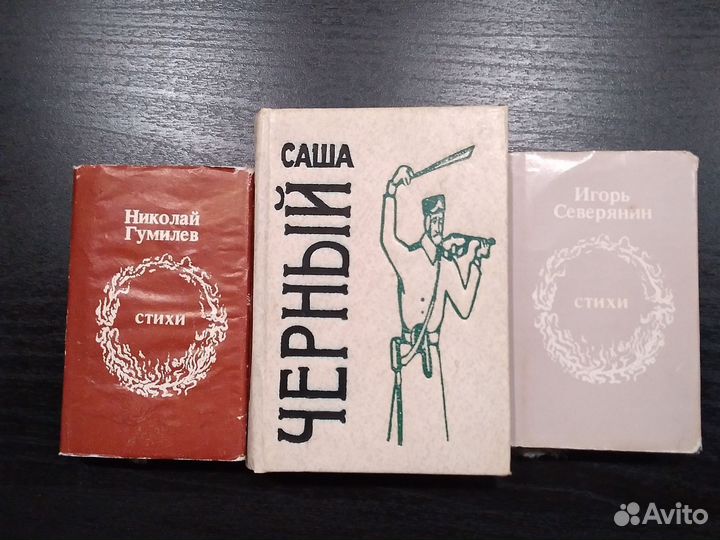 Николай
Гумилев
стихи
САША
ЧЕРНЫЙ
Игорь
Северянин
стихи
Avito